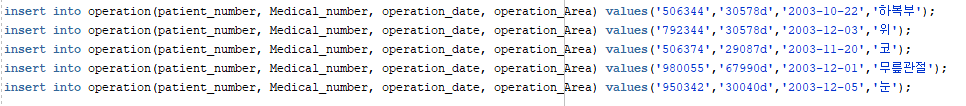 insert into operation(patient_number, Medical_number, operation_date, operation_Area) values('506344','30578d','2003-10-22','하복부');
insert into operation(patient_number, Medical_number, operation_date, operation_Area) values('792344','30578d','2003-12-03','위');
insert into operation(patient_number, Medical_number, operation_date, operation_Area) values('506374','29087d','2003-11-20','코');
insert into operation(patient_number, Medical_number, operation_date, operation_Area) values('980055','67990d','2003-12-01','무릎관절');
insert into operation(patient_number, Medical_number, operation_date, operation_Area) values('950342','30040d','2003-12-05','눈');